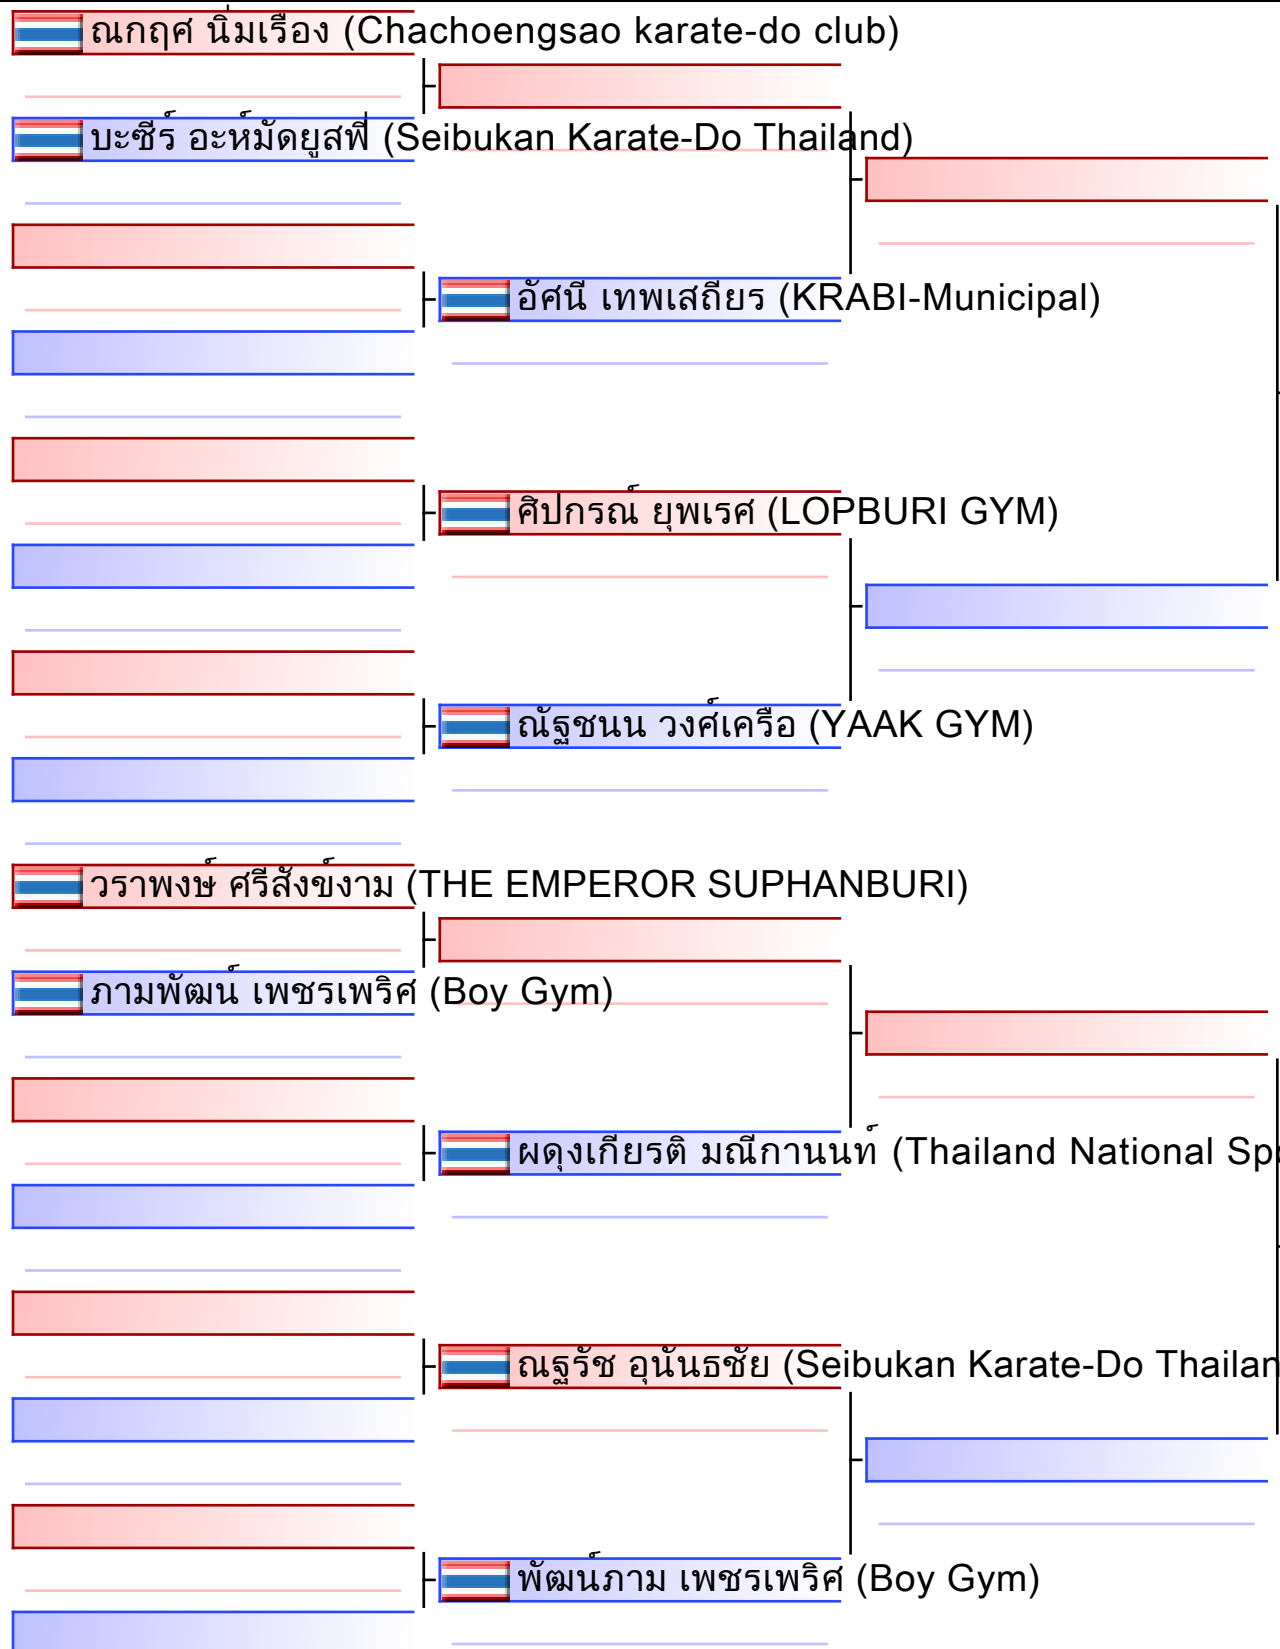 ณกฤศ นิ่มเรือง (Chachoengsao karate-do club)
บะซีร์ อะห์มัดยูสฟี (Seibukan Karate-Do Thailand)
อัศนี เทพเสถียร (KRABI-Municipal)
ศิปกรณ์ ยุพเรศ (LOPBURI GYM)
ณัฐชนน วงศ์เครือ (YAAK GYM)
วราพงษ์ ศรีสังข์งาม (THE EMPEROR SUPHANBURI)
ภามพัฒน์ เพชรเพริศ (Boy Gym)
ผดุงเกียรติ มณีกานนท์ (Thailand National Sp
ณฐรัช อุนันธชัย (Seibukan Karate-Do Thailan
พัฒน์ภาม เพชรเพริศ (Boy Gym)